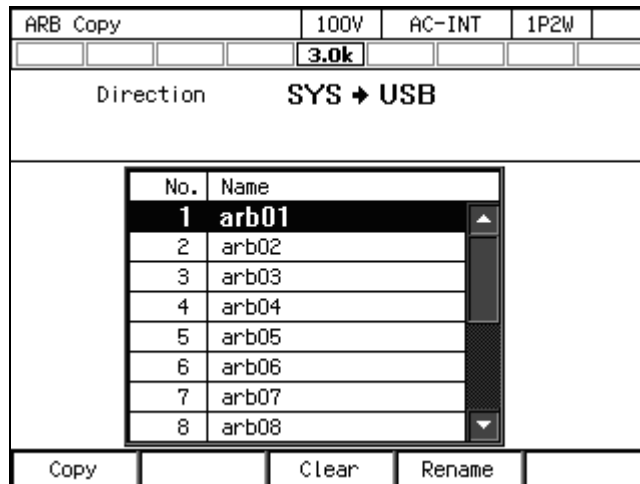 ARB Copy 100V AC-INT 1P2W
3.0k
Direction SYS → USB
No. Name
1 arb01
2 arb02
3 arb03
4 arb04
5 arb05
6 arb06
7 arb07
8 arb08
Copy Clear Rename